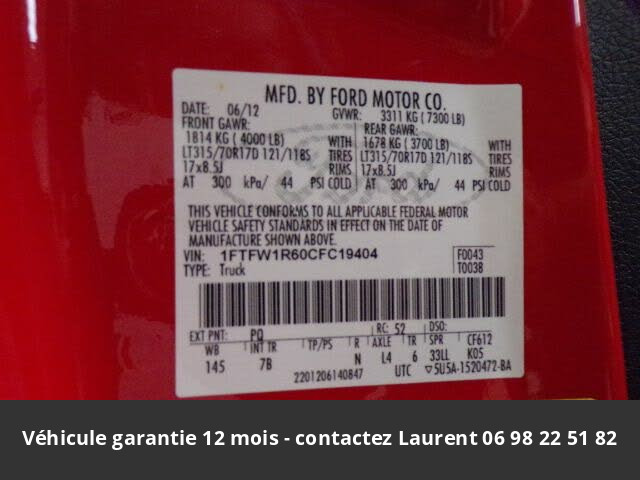 MFD. BY FORD MOTOR CO.
DATE: 06/12 GVWR: 3311 KG ( 7300 LB)
FRONT GAWR: REAR GAWR:
1814 KG ( 4000 LB) WITH 1678 KG ( 3700 LB) WITH
LT315/70R17D 121/118S TIRES LT315/70R17D 121/118S TIRES
17x8.5J RIMS 17x8.5J RIMS
AT 300 kPa/ 44 PSI COLD AT 300 kPa/ 44 PSI COLD
THIS VEHICLE CONFORMS TO ALL APPLICABLE FEDERAL MOTOR
VEHICLE SAFETY STANDARDS IN EFFECT ON THE DATE OF
MANUFACTURE SHOWN ABOVE.
VIN: 1FTFW1R60CFC19404 F0043
TYPE: Truck T0038
EXT PNT: PQ RC: 52 DSO:
WB INT TR TP/PS R AXLE TR SPR CF612
145 7B N L4 6 33LL K05
2201206140847 UTC ▽5U5A-1520472-BA
Véhicule garantie 12 mois - contactez Laurent 06 98 22 51 82